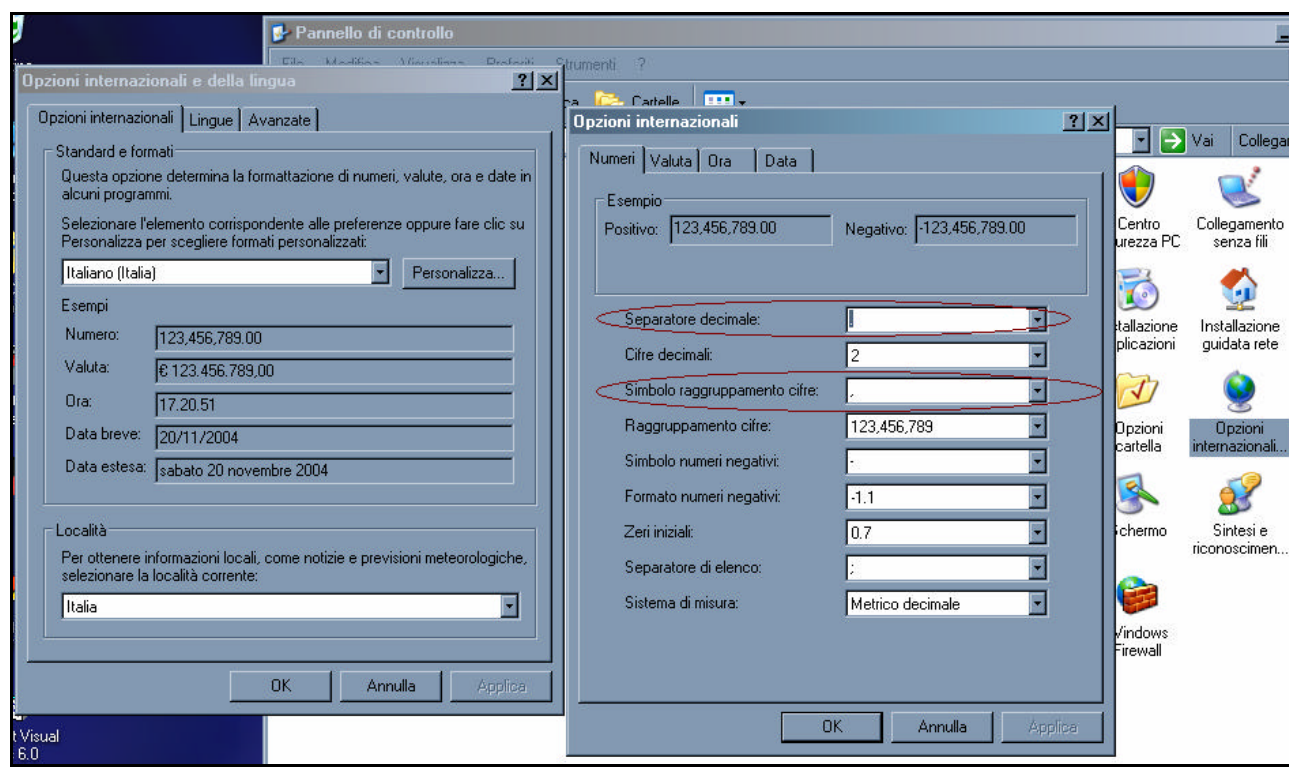 Pannello di controllo
File Modifica Visualizza Preferiti Strumenti ?
Cartelle
Vai Collegar
Opzioni internazionali e della lingua
Opzioni internazionali Lingue Avanzate
Standard e formati
Questa opzione determina la formattazione di numeri, valute, ora e date in
alcuni programmi.
Selezionare l'elemento corrispondente alle preferenze oppure fare clic su
Personalizza per scegliere formati personalizzati:
Italiano (Italia)
Personalizza...
Esempi
Numero: 123,456,789.00
Valuta: € 123.456.789,00
Ora: 17.20.51
Data breve: 20/11/2004
Data estesa: sabato 20 novembre 2004
Località
Per ottenere informazioni locali, come notizie e previsioni meteorologiche,
selezionare la località corrente:
Italia
OK Annulla Applica
Opzioni internazionali
Numeri Valuta Ora Data
Esempio
Positivo: 123,456,789.00 Negativo: -123,456,789.00
Separatore decimale:
Cifre decimali: 2
Simbolo raggruppamento cifre: ,
Raggruppamento cifre: 123,456,789
Simbolo numeri negativi: -
Formato numeri negativi: -1.1
Zeri iniziali: 0.7
Separatore di elenco: ;
Sistema di misura: Metrico decimale
OK Annulla Applica
Centro
urezza PC
Collegamento
senza fili
tallazione
plicazioni
Installazione
guidata rete
Opzioni
cartella
Opzioni
internazionali...
chermo
Sintesi e
riconoscimen...
Windows
Firewall
t Visual
6.0